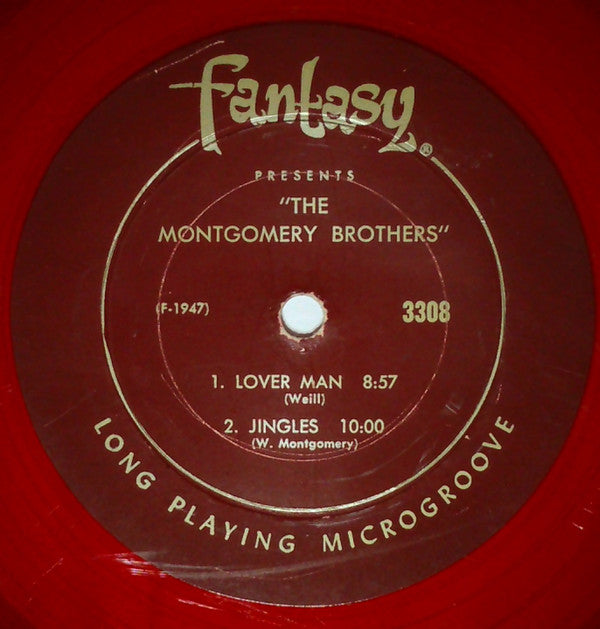 fantasy®
PRESENTS
"THE
MONTGOMERY BROTHERS"
(F-1947) 3308
1. LOVER MAN 8:57
(Weill)
2. JINGLES 10:00
(W. Montgomery)
LONG PLAYING MICROGROOVE